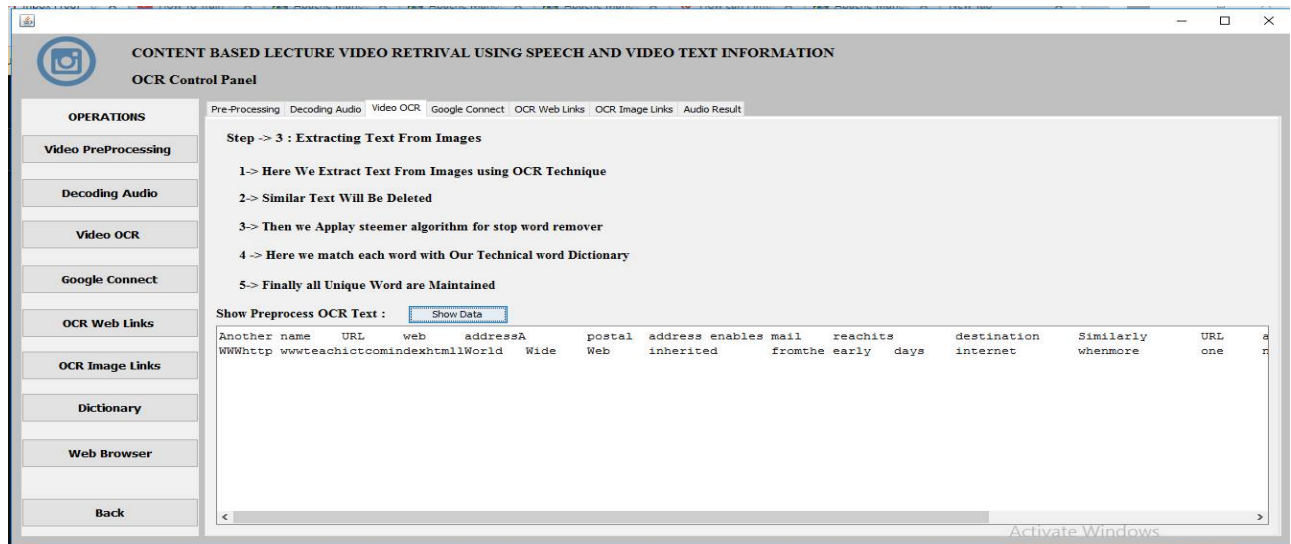 CONTENT BASED LECTURE VIDEO RETRIVAL USING SPEECH AND VIDEO TEXT INFORMATION
OCR Control Panel
OPERATIONS
Video PreProcessing
Decoding Audio
Video OCR
Google Connect
OCR Web Links
OCR Image Links
Dictionary
Web Browser
Back
Pre-Processing Decoding Audio Video OCR Google Connect OCR Web Links OCR Image Links Audio Result
Step -> 3 : Extracting Text From Images
1-> Here We Extract Text From Images using OCR Technique
2-> Similar Text Will Be Deleted
3-> Then we Applay steemer algorithm for stop word remover
4 -> Here we match each word with Our Technical word Dictionary
5-> Finally all Unique Word are Maintained
Show Preprocess OCR Text : Show Data
Another name URL web addressA postal address enables mail reachits destination Similarly URL
WWWhttp wwwteachictcomindexhtmllWorld Wide Web inherited fromthe early days internet whenmore one
Activate Windows